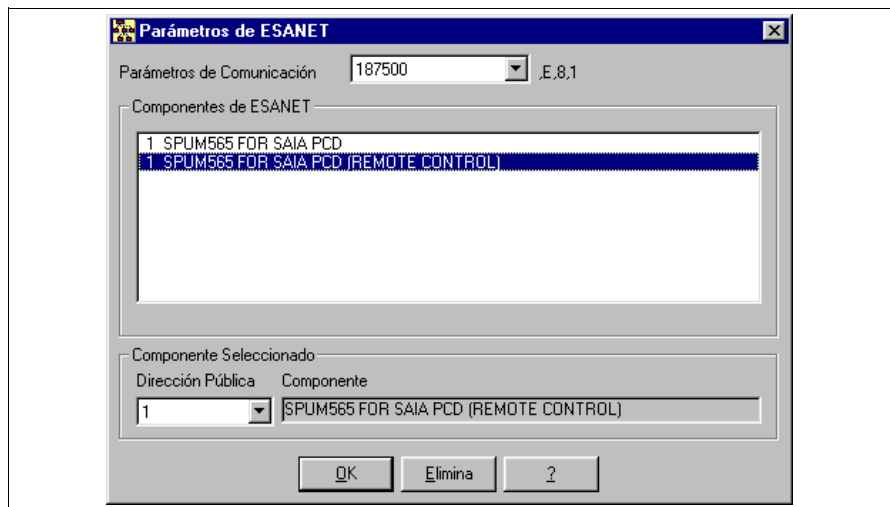 Parámetros de ESANET
Parámetros de Comunicación 187500 ,E,8,1
Componentes de ESANET
1 SPUM565 FOR SAIA PCD
1 SPUM565 FOR SAIA PCD (REMOTE CONTROL)
Componente Seleccionado
Dirección Pública Componente
1 SPUM565 FOR SAIA PCD (REMOTE CONTROL)
OK Elimina ?